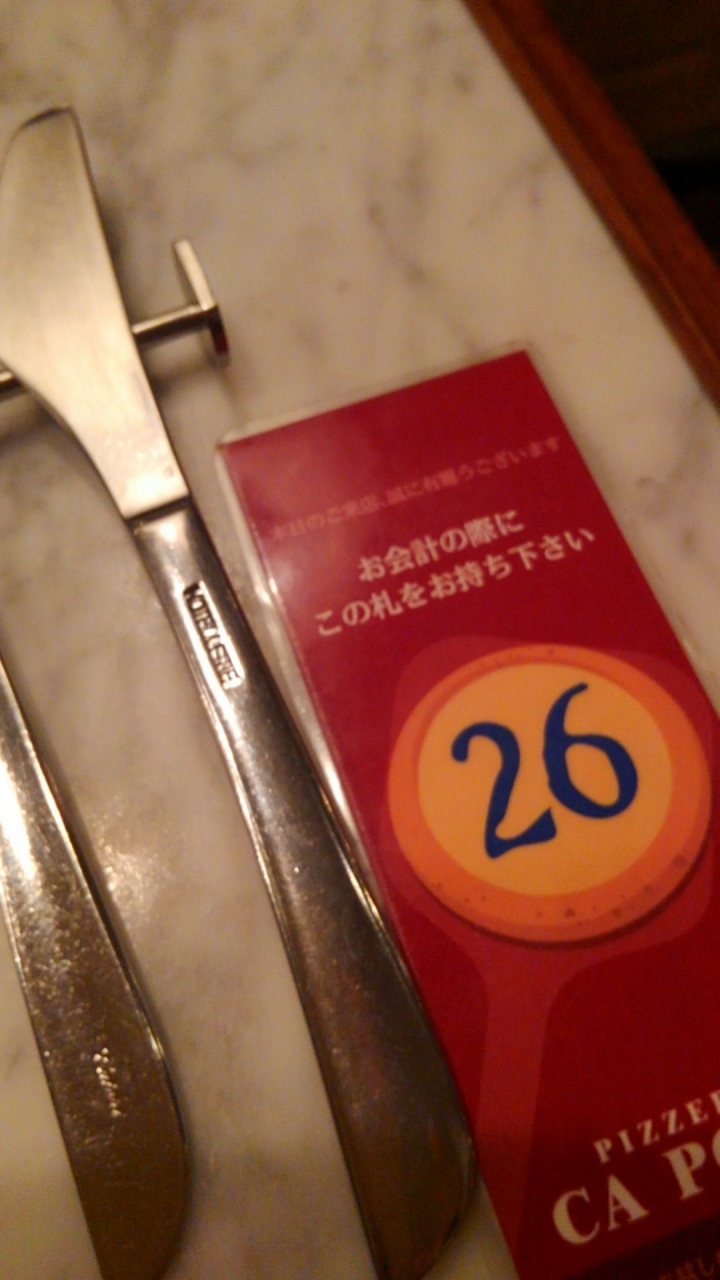 本日のご来店、誠に有難うございます
お会計の際に
この札をお持ち下さい
26
PIZZE
CA PO